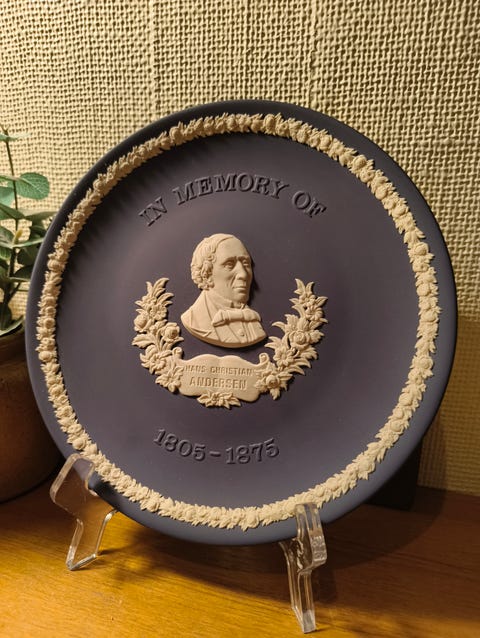 IN MEMORY OF
HANS CHRISTIAN
ANDERSEN
1805-1875